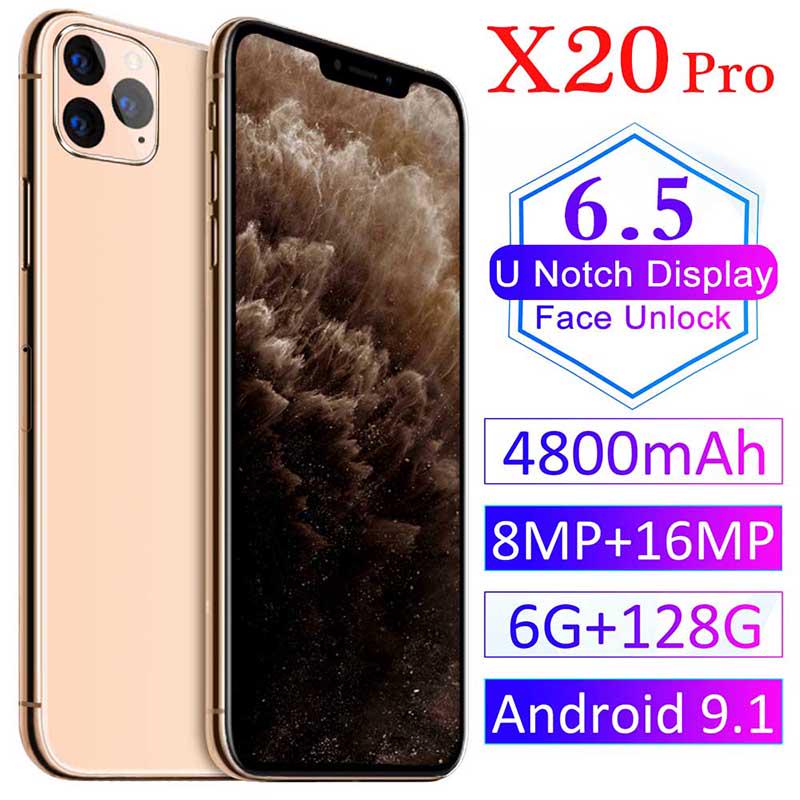 X20 Pro
6.5
U Notch Display
Face Unlock
4800mAh
8MP+16MP
6G+128G
Android 9.1